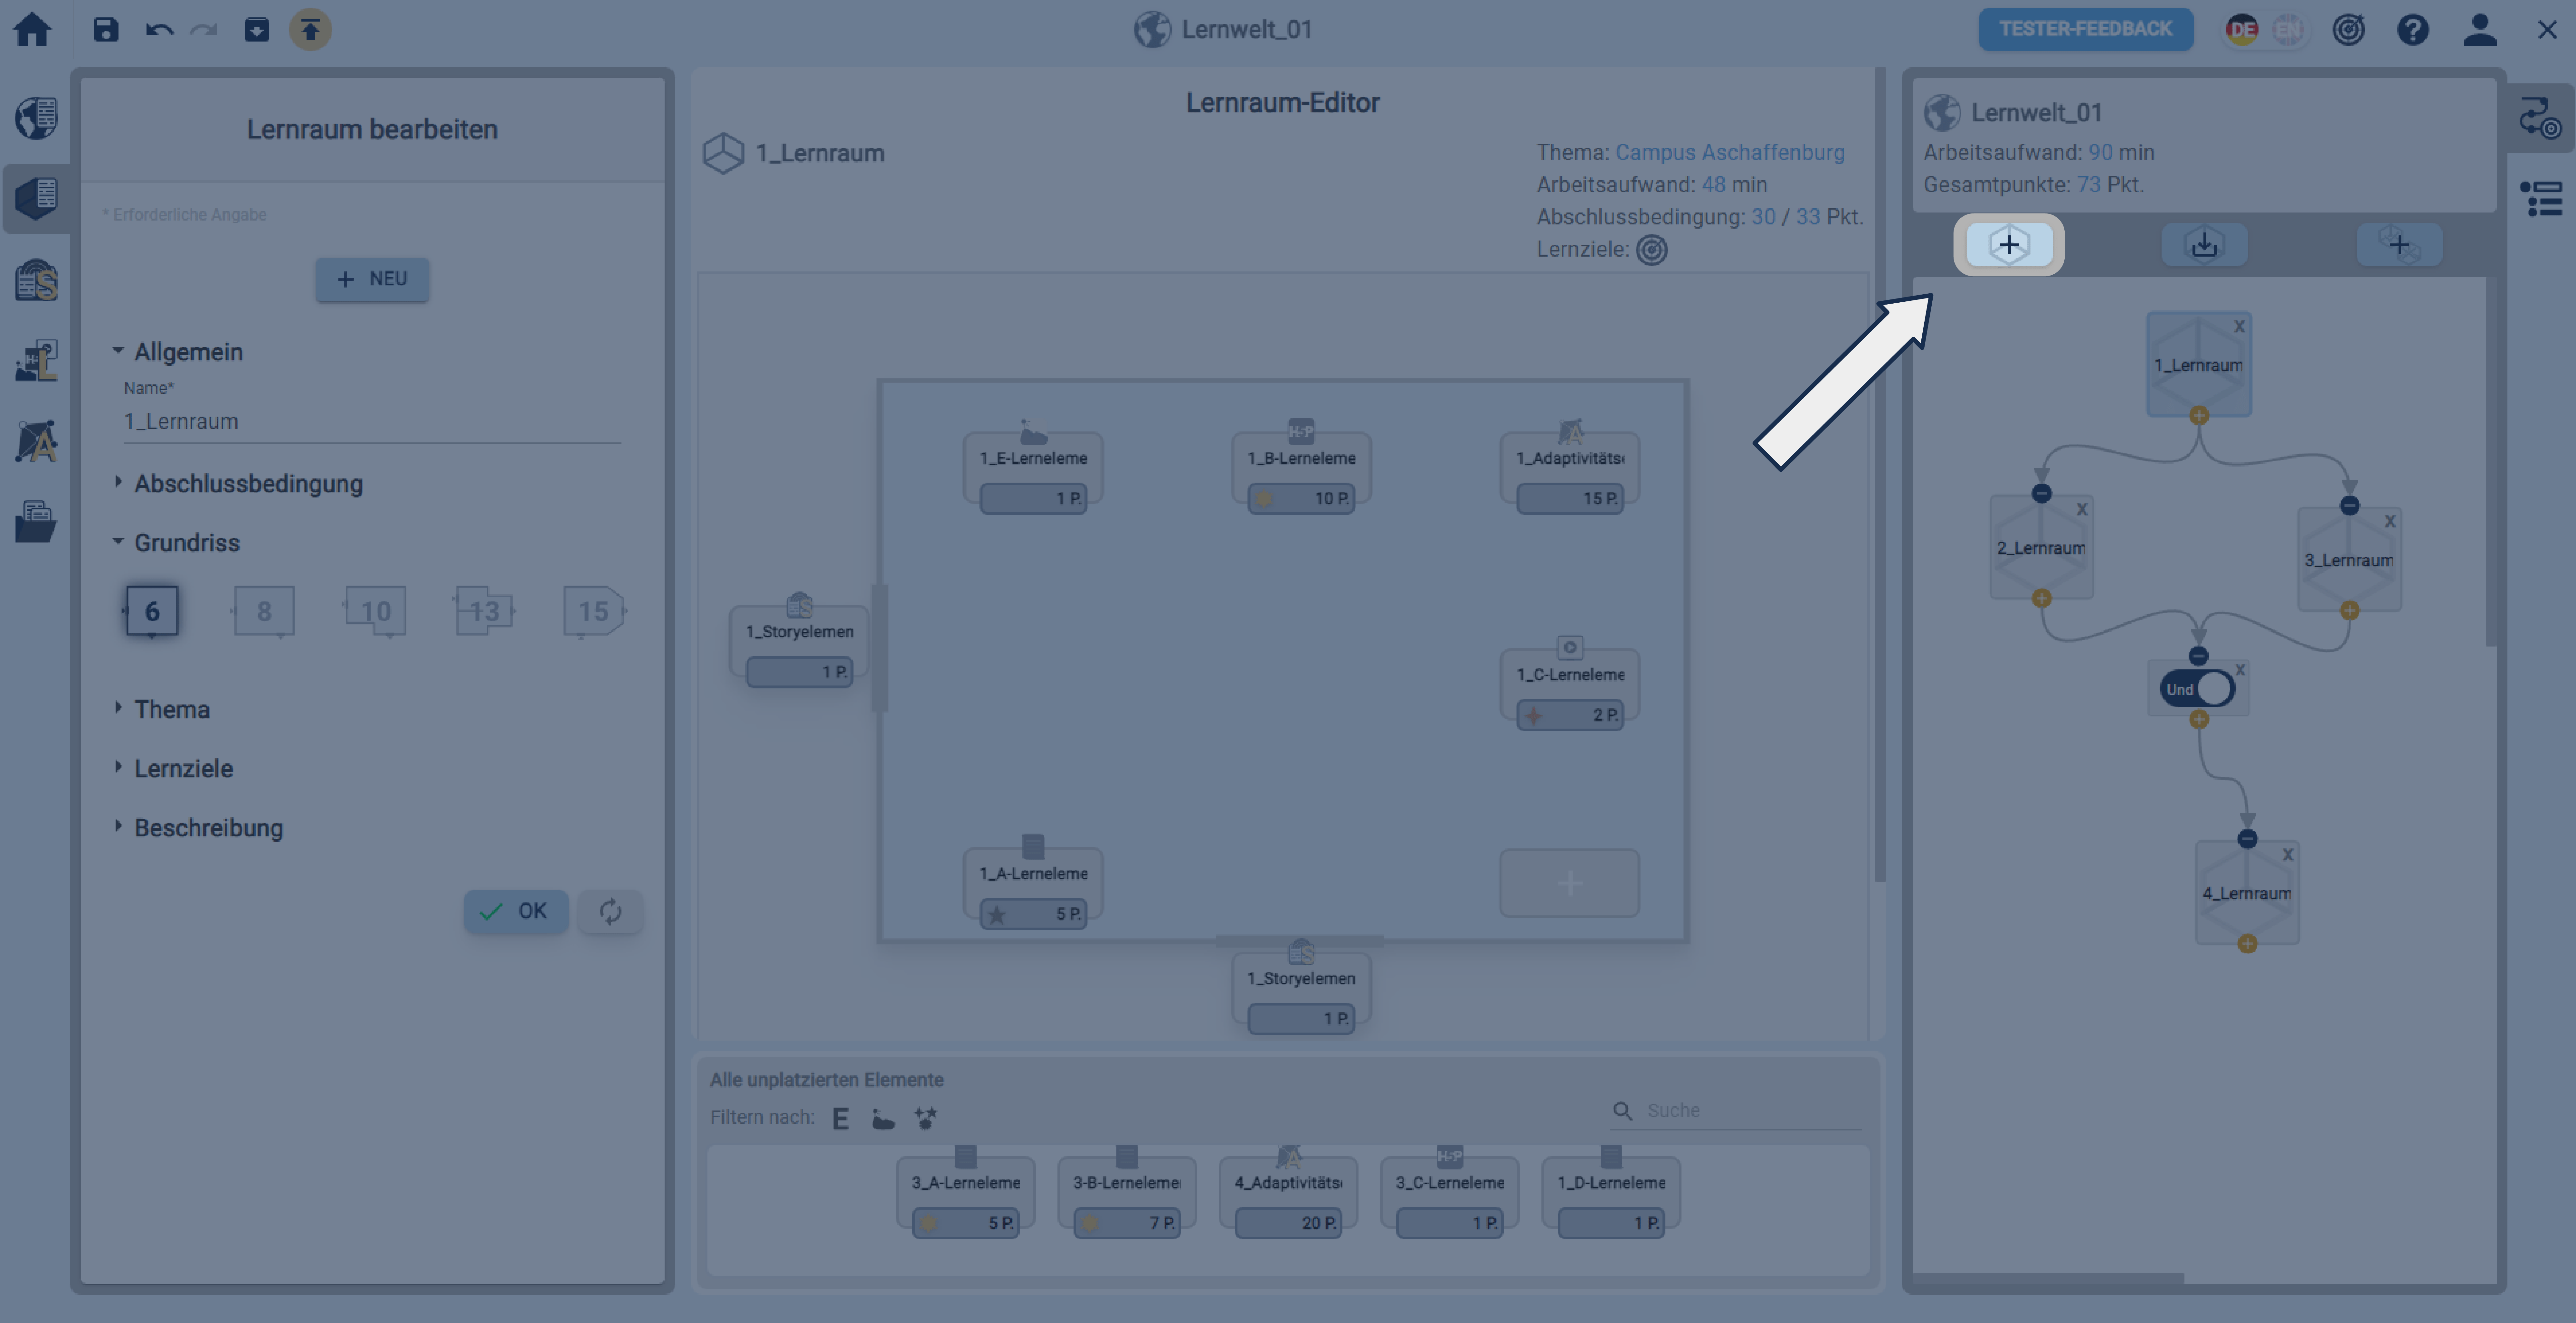 Lernwelt_01
TESTER-FEEDBACK
DE
EN
Lernraum bearbeiten
* Erforderliche Angabe
+ NEU
Allgemein
Name*
1_Lernraum
Abschlussbedingung
Grundriss
6 8 10 13 15
Thema
Lernziele
Beschreibung
OK
Lernraum-Editor
1_Lernraum
Thema: Campus Aschaffenburg
Arbeitsaufwand: 48 min
Abschlussbedingung: 30 / 33 Pkt.
Lernziele:
1_E-Lerneleme
1 P.
H5P
1_B-Lerneleme
10 P.
A
1_Adaptivitäts
15 P.
S
1_Storyelemen
1 P.
1_C-Lerneleme
2 P.
1_A-Lerneleme
5 P.
S
1_Storyelemen
1 P.
Alle unplatzierten Elemente
Filtern nach: E
Suche
3_A-Lerneleme
5 P.
3-B-Lerneleme
7 P.
A
4_Adaptivitäts
20 P.
H5P
3_C-Lerneleme
1 P.
1_D-Lerneleme
1 P.
Lernwelt_01
Arbeitsaufwand: 90 min
Gesamtpunkte: 73 Pkt.
1_Lernraum
X
2_Lernraum
X
3_Lernraum
X
Und
X
4_Lernraum
X